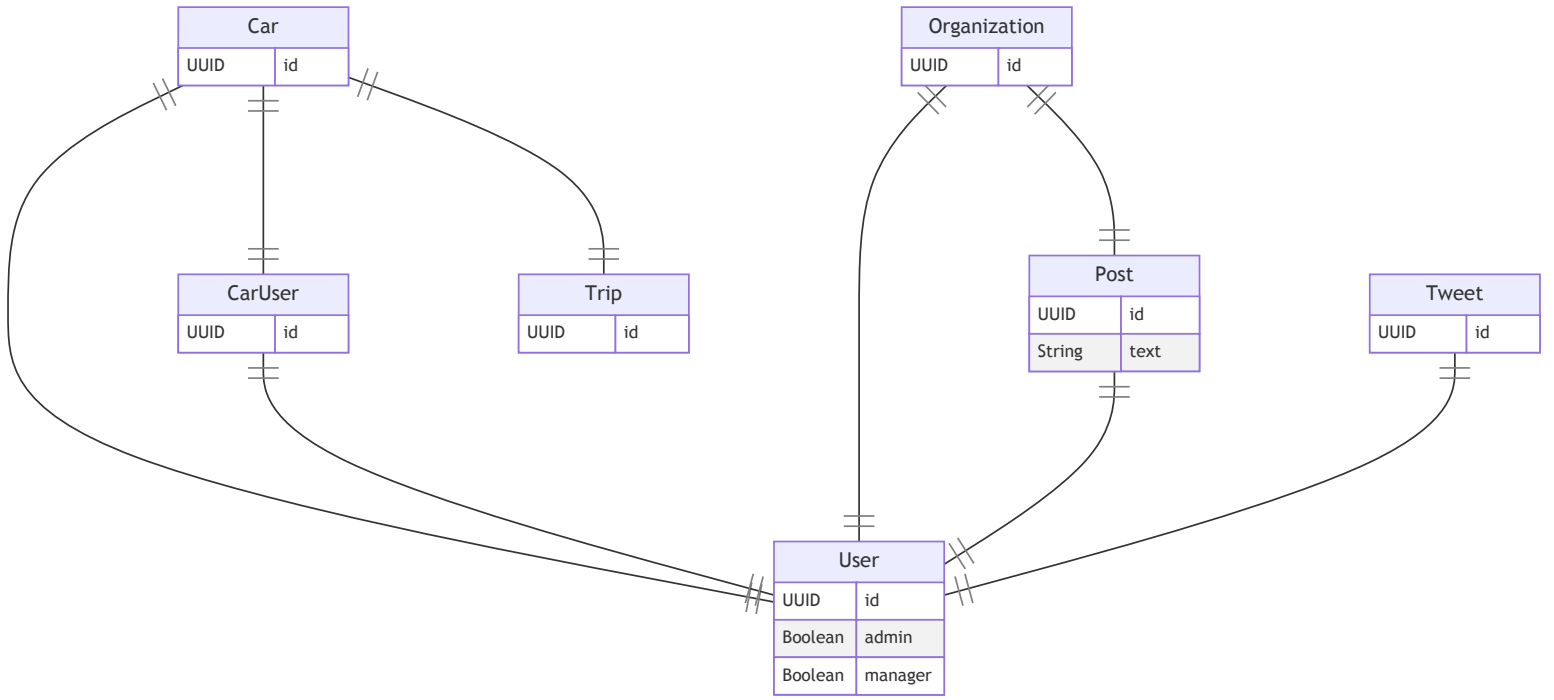 Car
UUID id
Organization
UUID id
CarUser
UUID id
Trip
UUID id
Post
UUID id
String text
Tweet
UUID id
User
UUID id
Boolean admin
Boolean manager